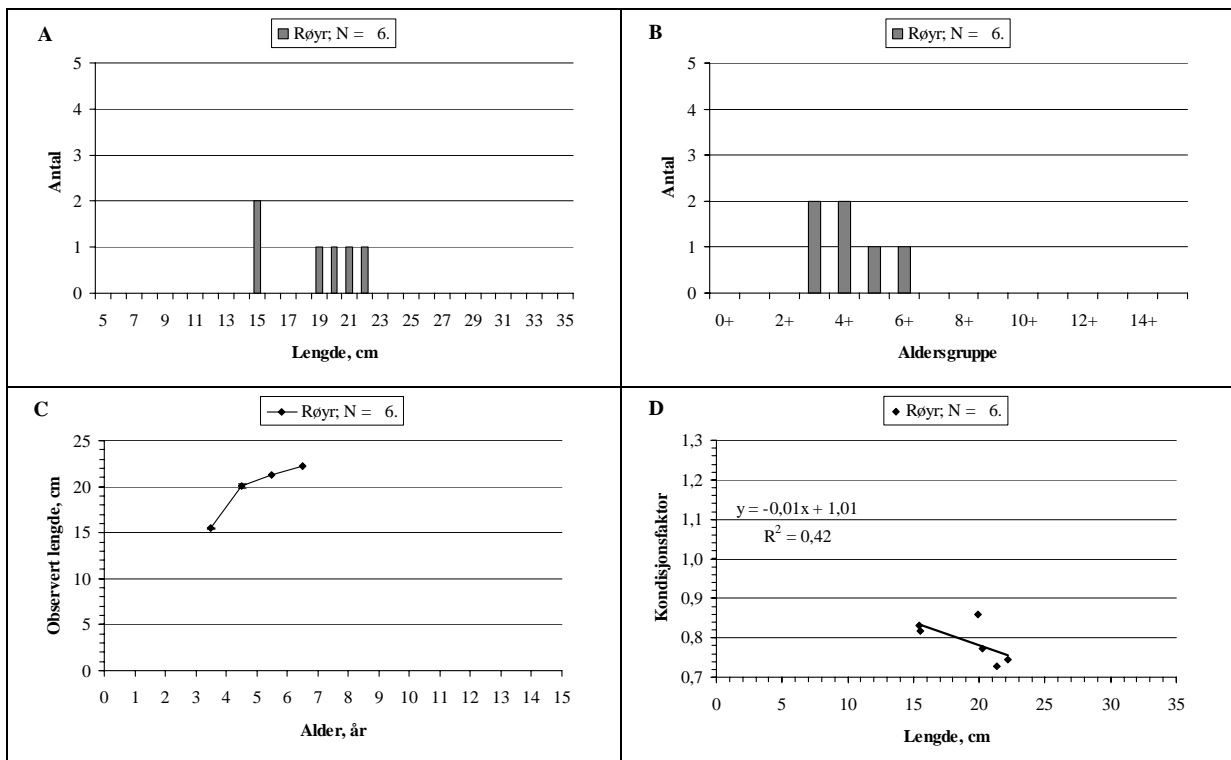 A
Røyr; N = 6.
5
4
3
2
1
0
Antal
5 7 9 11 13 15 17 19 21 23 25 27 29 31 33 35
Lengde, cm
B
Røyr; N = 6.
5
4
3
2
1
0
Antal
0+ 2+ 4+ 6+ 8+ 10+ 12+ 14+
Aldersgruppe
C
Røyr; N = 6.
25
20
15
10
5
0
Observert lengde, cm
0 1 2 3 4 5 6 7 8 9 10 11 12 13 14 15
Alder, år
D
Røyr; N = 6.
1,3
1,2
1,1
1,0
0,9
0,8
0,7
Kondisjonsfaktor
y = -0,01x + 1,01
R² = 0,42
0 5 10 15 20 25 30 35
Lengde, cm